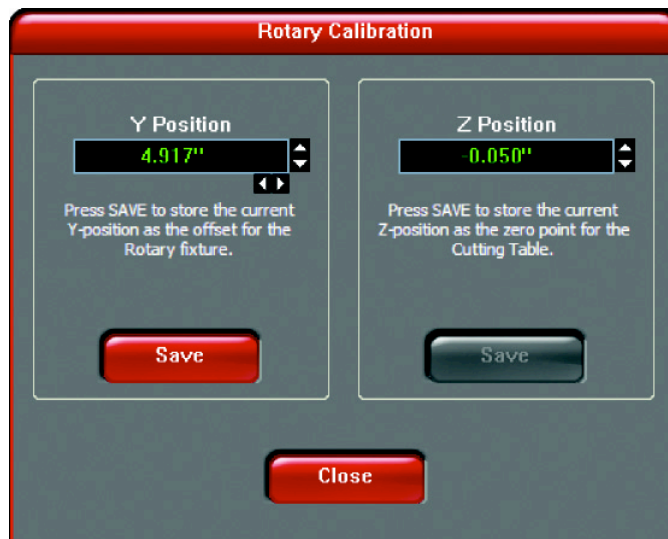 Rotary Calibration
Y Position
4.917"
Press SAVE to store the current
Y-position as the offset for the
Rotary fixture.
Save
Z Position
-0.050"
Press SAVE to store the current
Z-position as the zero point for the
Cutting Table.
Save
Close